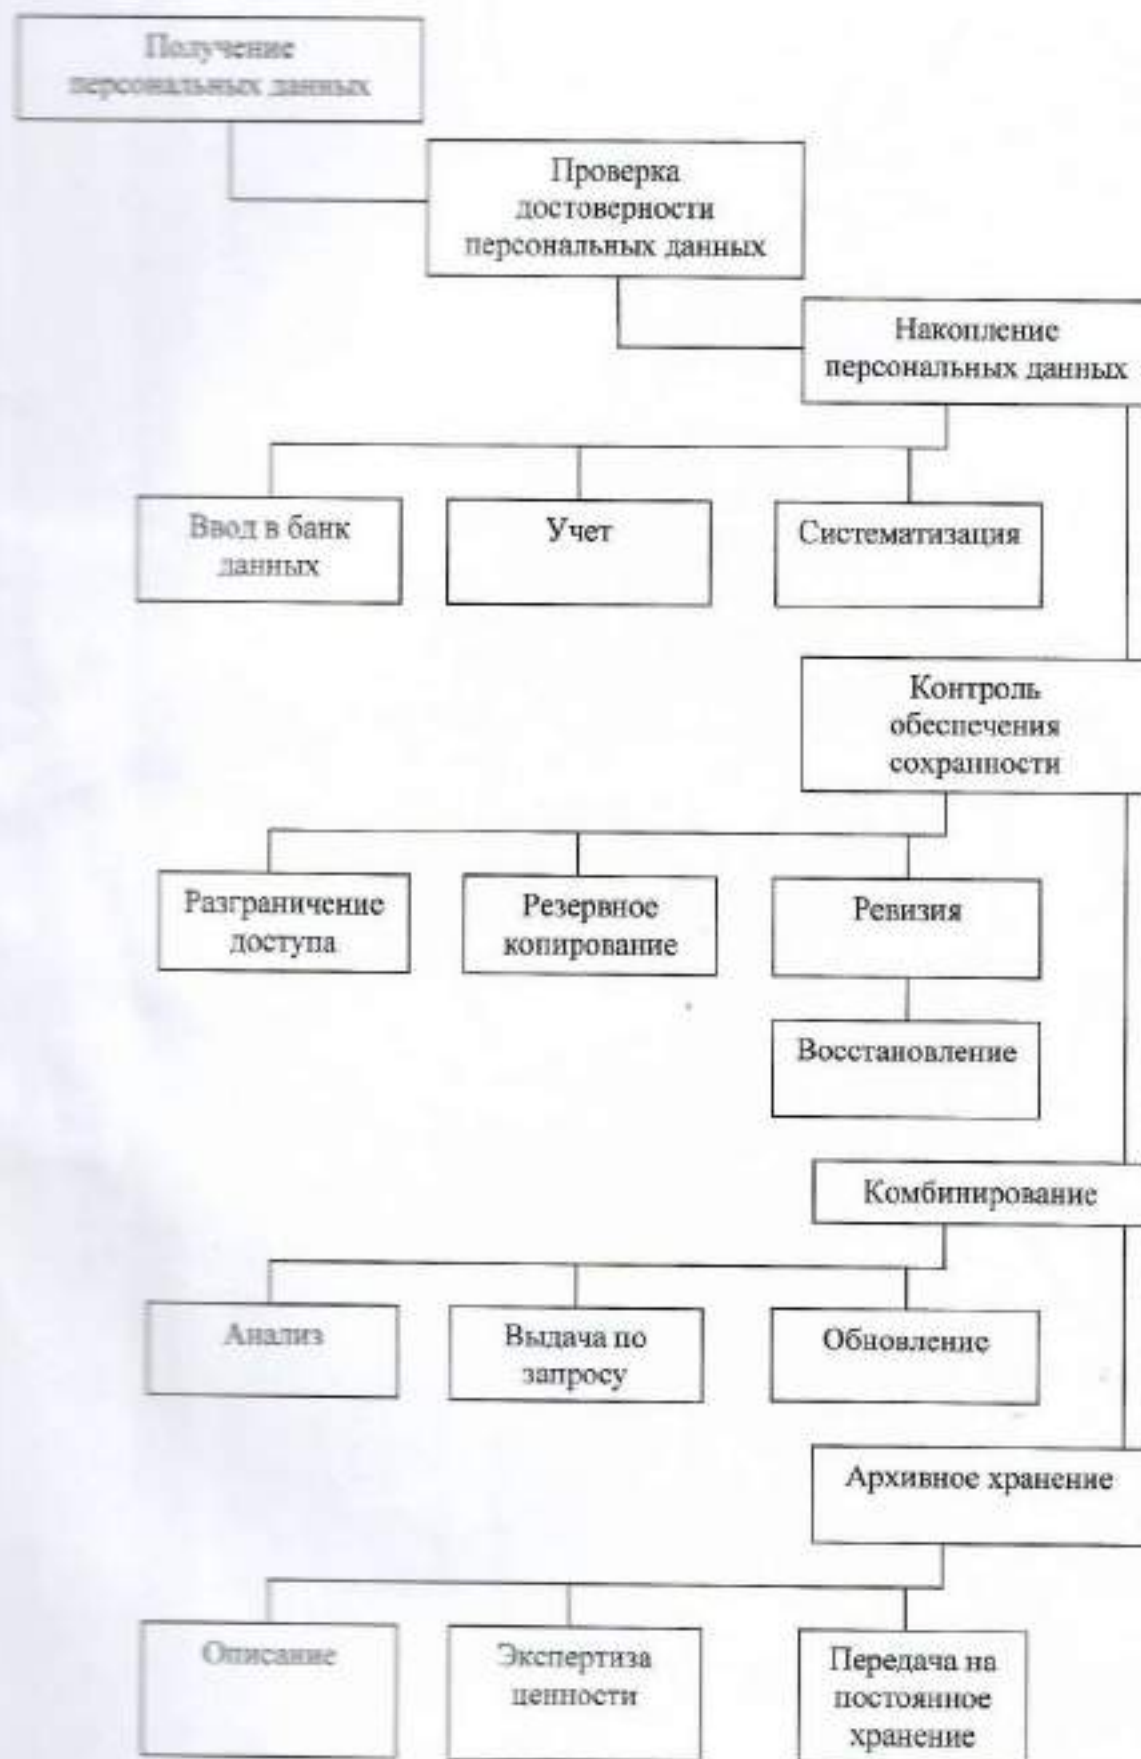 Получение
персональных данных
Проверка
достоверности
персональных данных
Накопление
персональных данных
Ввод в банк
данных
Учет
Систематизация
Контроль
обеспечения
сохранности
Разграничение
доступа
Резервное
копирование
Ревизия
Восстановление
Комбинирование
Анализ
Выдача по
запросу
Обновление
Архивное хранение
Описание
Экспертиза
ценности
Передача на
постоянное
хранение